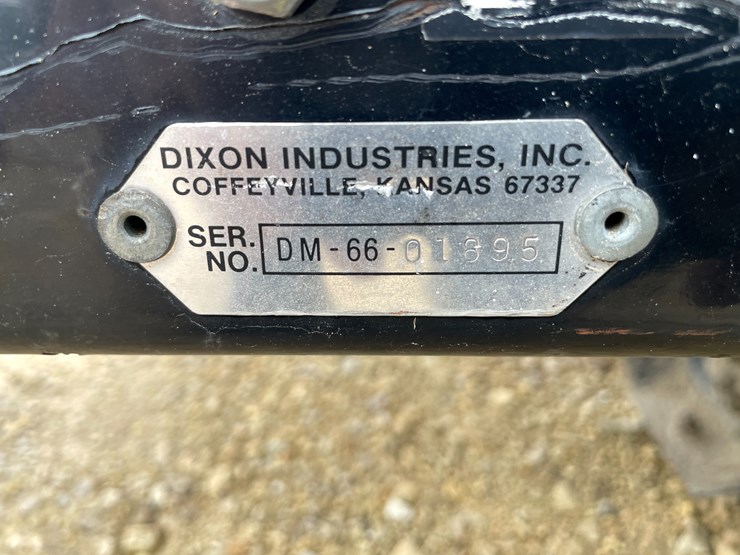 DIXON INDUSTRIES, INC.
COFFEYVILLE, KANSAS 67337
SER. NO. DM-66-01895